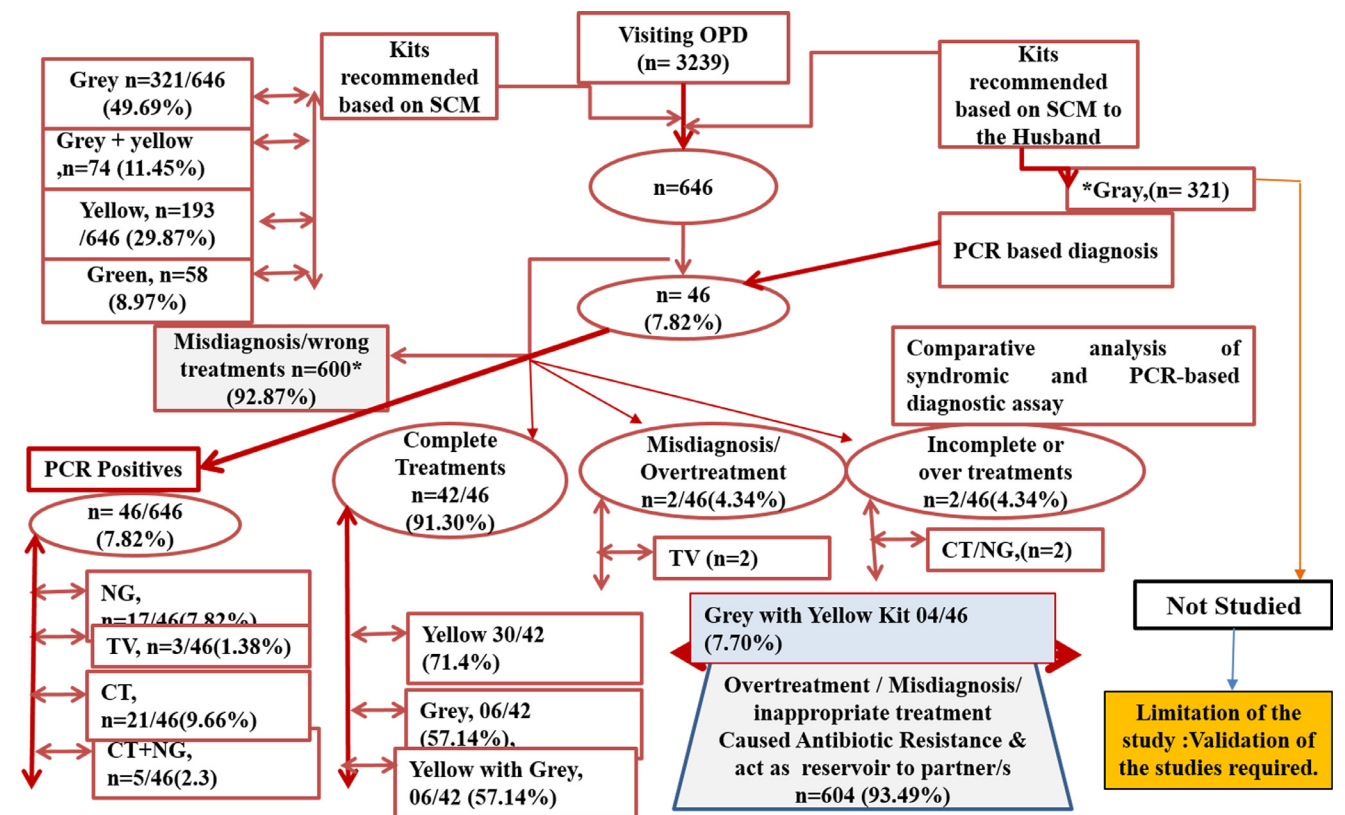 Visiting OPD
(n= 3239)
Kits
recommended
based on SCM
Kits
recommended
based on SCM to
the Husband
Grey n=321/646
(49.69%)
Grey + yellow
,n=74 (11.45%)
Yellow, n=193
/646 (29.87%)
Green, n=58
(8.97%)
n=646
*Gray,(n= 321)
PCR based diagnosis
n= 46
(7.82%)
Misdiagnosis/wrong
treatments n=600*
(92.87%)
Comparative analysis of
syndromic and PCR-based
diagnostic assay
PCR Positives
n= 46/646
(7.82%)
Complete
Treatments
n=42/46
(91.30%)
Misdiagnosis/
Overtreatment
n=2/46(4.34%)
Incomplete or
over treatments
n=2/46(4.34%)
TV (n=2)
CT/NG,(n=2)
NG,
n=17/46(7.82%)
TV, n=3/46(1.38%)
CT,
n=21/46(9.66%)
CT+NG,
n=5/46(2.3)
Yellow 30/42
(71.4%)
Grey, 06/42
(57.14%),
Yellow with Grey,
06/42 (57.14%)
Grey with Yellow Kit 04/46
(7.70%)
Overtreatment / Misdiagnosis/
inappropriate treatment
Caused Antibiotic Resistance &
act as reservoir to partner/s
n=604 (93.49%)
Not Studied
Limitation of the
study :Validation of
the studies required.